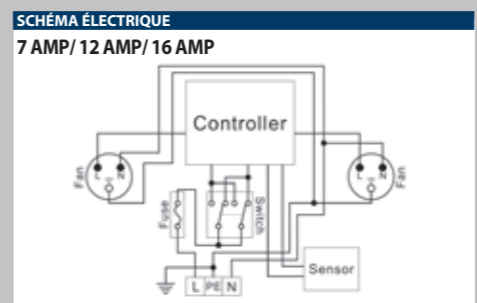 SCHÉMA ÉLECTRIQUE
7 AMP/ 12 AMP/ 16 AMP
Controller
Fan
L
N
Fan
L
N
Fuse
Switch
Sensor
L PE N